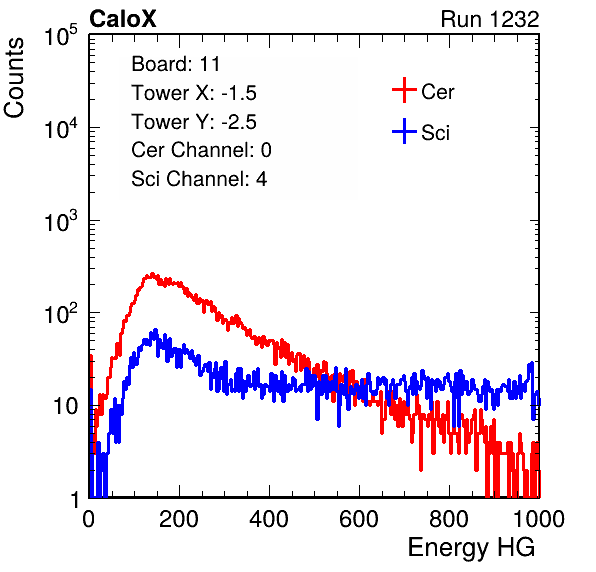 CaloX Run 1232
Counts
10^5
10^4
10^3
10^2
10
1
Board: 11
Tower X: -1.5
Tower Y: -2.5
Cer Channel: 0
Sci Channel: 4
Cer
Sci
0 200 400 600 800 1000
Energy HG